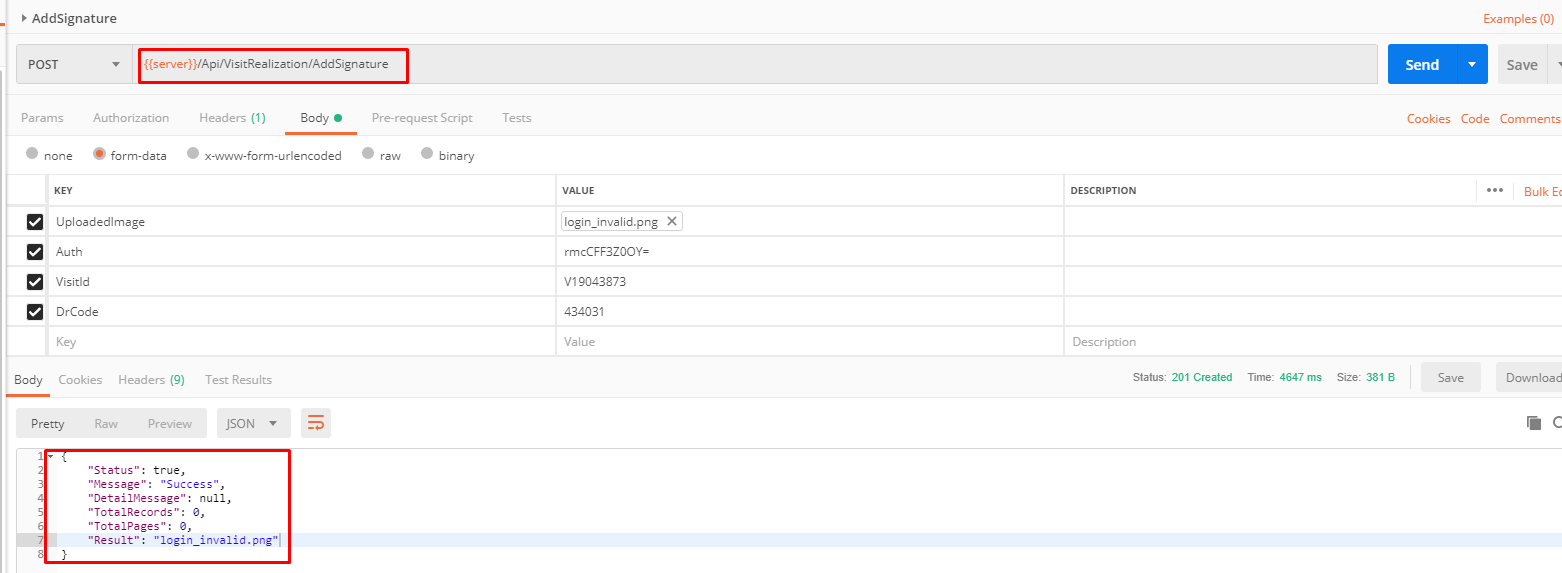 AddSignature
Examples (0)
POST
{{server}}/Api/VisitRealization/AddSignature
Send
Save
Params Authorization Headers (1) Body Pre-request Script Tests
Cookies Code Comments
none form-data x-www-form-urlencoded raw binary
KEY VALUE DESCRIPTION ••• Bulk Ed
UploadedImage login_invalid.png X
Auth rmcCFF3Z0OY=
VisitId V19043873
DrCode 434031
Key Value Description
Body Cookies Headers (9) Test Results Status: 201 Created Time: 4647 ms Size: 381 B Save Download
Pretty Raw Preview JSON
1 {
2 "Status": true,
3 "Message": "Success",
4 "DetailMessage": null,
5 "TotalRecords": 0,
6 "TotalPages": 0,
7 "Result": "login_invalid.png"
8 }